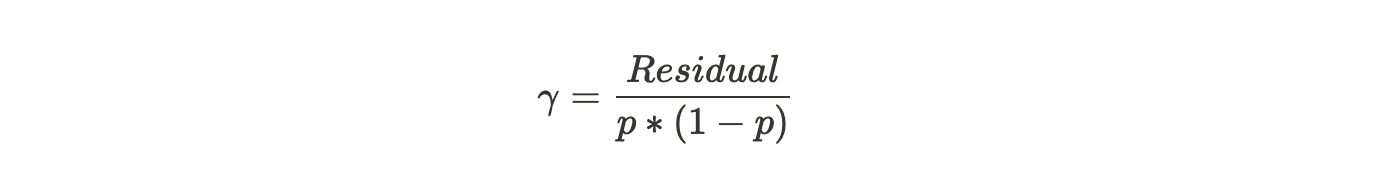 γ = Residual / p * (1 − p)